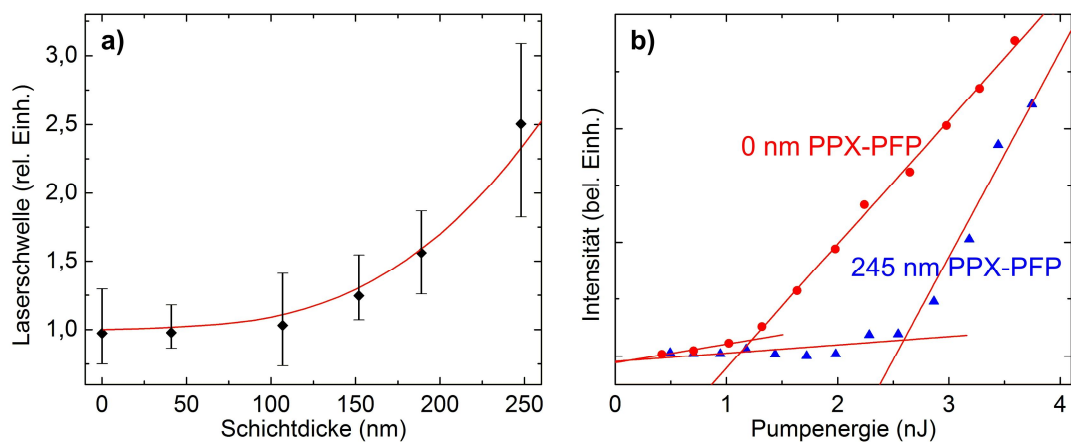 a)
Laserschwelle (rel. Einh.)
3,0
2,5
2,0
1,5
1,0
0
50
100
150
200
250
Schichtdicke (nm)
b)
Intensität (bel. Einh.)
0 nm PPX-PFP
245 nm PPX-PFP
0
1
2
3
4
Pumpenergie (nJ)